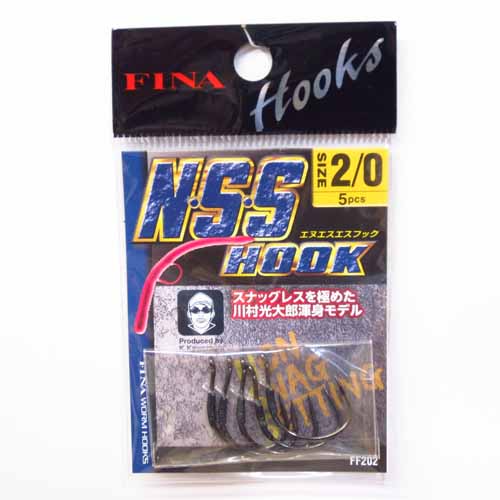 FINA
Hooks
SIZE 2/0
5pcs
N・S・S
エヌエスエスフック
HOOK
スナッグレスを極めた
川村光大郎渾身モデル
Produced by
FINA WORM HOOKS
FF202